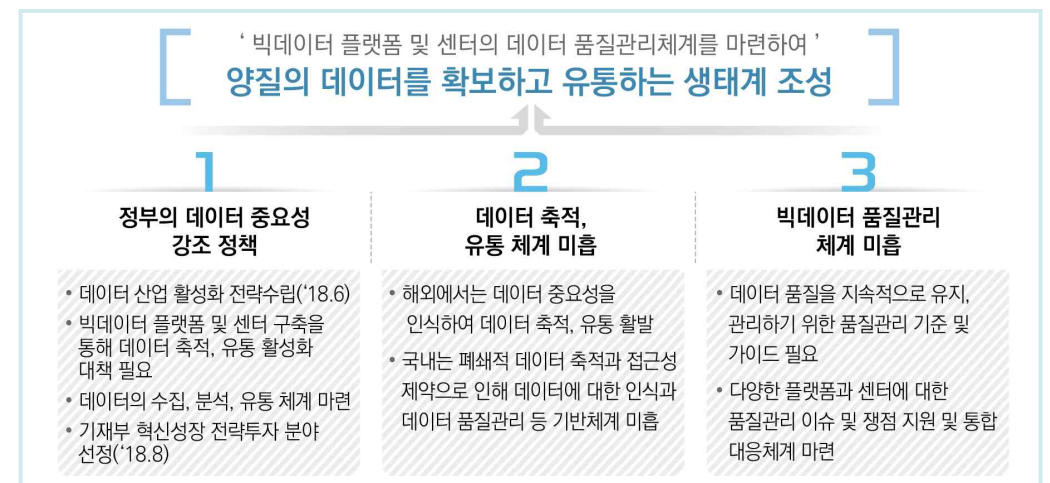 ‘ 빅데이터 플랫폼 및 센터의 데이터 품질관리체계를 마련하여 ’
양질의 데이터를 확보하고 유통하는 생태계 조성
1
정부의 데이터 중요성
강조 정책
• 데이터 산업 활성화 전략수립(‘18.6)
• 빅데이터 플랫폼 및 센터 구축을
통해 데이터 축적, 유통 활성화
대책 필요
• 데이터의 수집, 분석, 유통 체계 마련
• 기재부 혁신성장 전략투자 분야
선정(‘18.8)
2
데이터 축적,
유통 체계 미흡
• 해외에서는 데이터 중요성을
인식하여 데이터 축적, 유통 활발
• 국내는 폐쇄적 데이터 축적과 접근성
제약으로 인해 데이터에 대한 인식과
데이터 품질관리 등 기반체계 미흡
3
빅데이터 품질관리
체계 미흡
• 데이터 품질을 지속적으로 유지,
관리하기 위한 품질관리 기준 및
가이드 필요
• 다양한 플랫폼과 센터에 대한
품질관리 이슈 및 쟁점 지원 및 통합
대응체계 마련